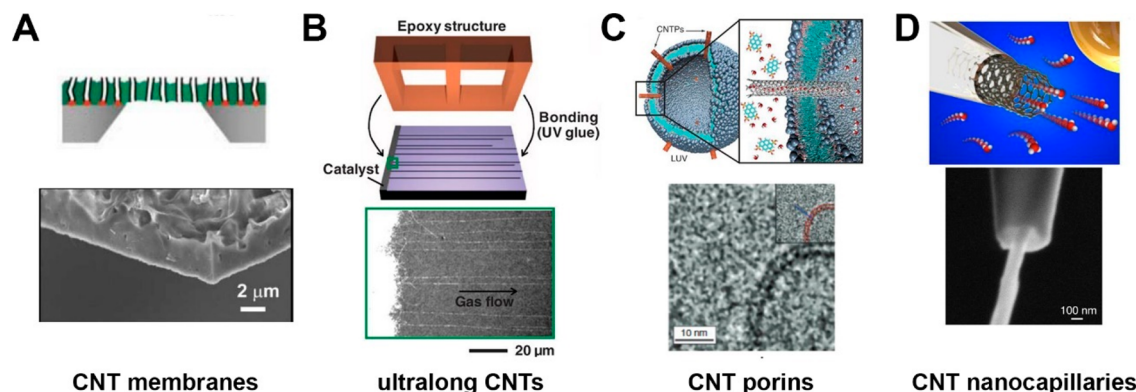 A
B
C
D
Epoxy structure
Bonding
(UV glue)
Catalyst
CNTPs
LUV
2 µm
Gas flow
20 µm
10 nm
100 nm
CNT membranes
ultralong CNTs
CNT porins
CNT nanocapillaries